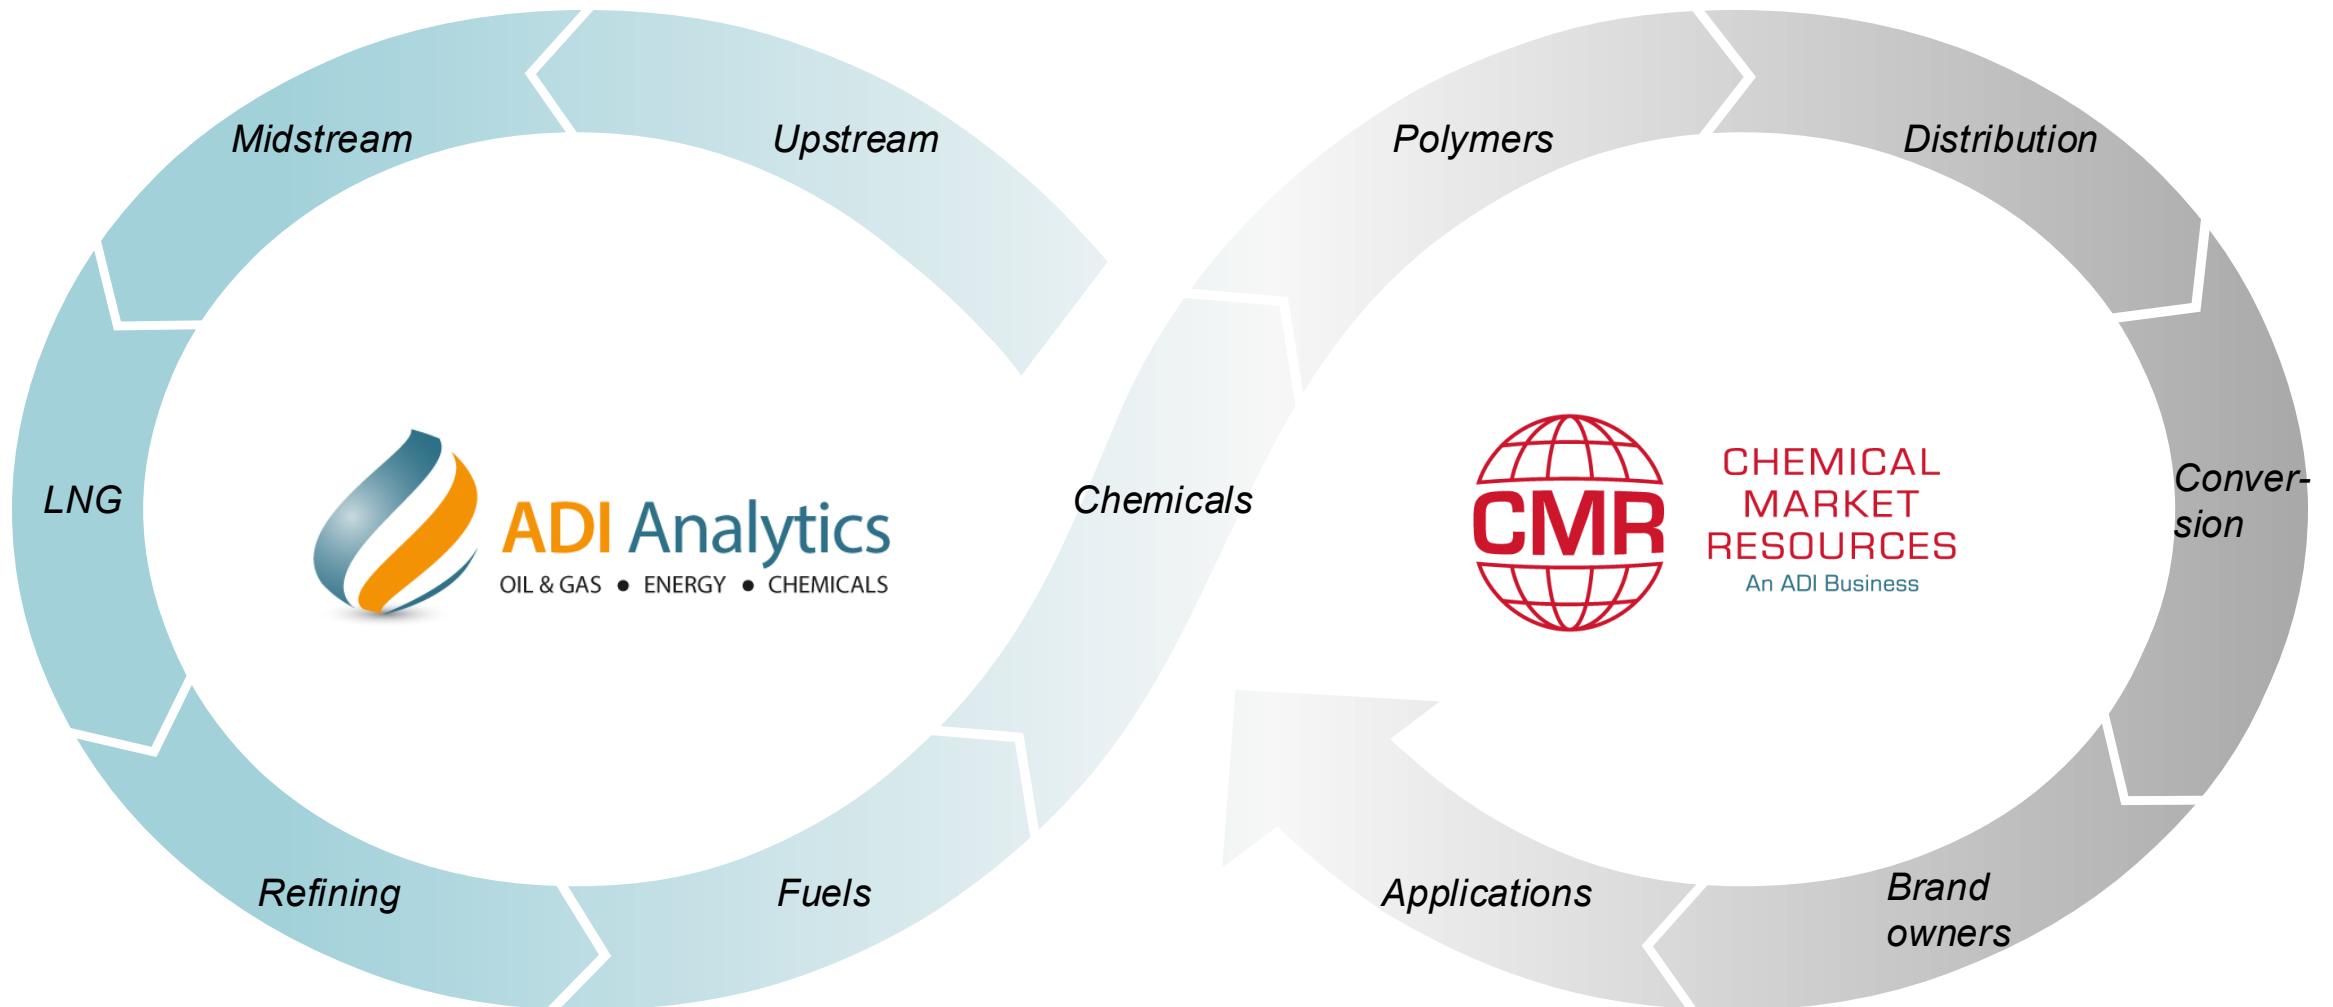 Midstream
Upstream
Polymers
Distribution
LNG
ADI Analytics
OIL & GAS ● ENERGY ● CHEMICALS
Chemicals
CMR
CHEMICAL
MARKET
RESOURCES
An ADI Business
Conver-
sion
Refining
Fuels
Applications
Brand
owners